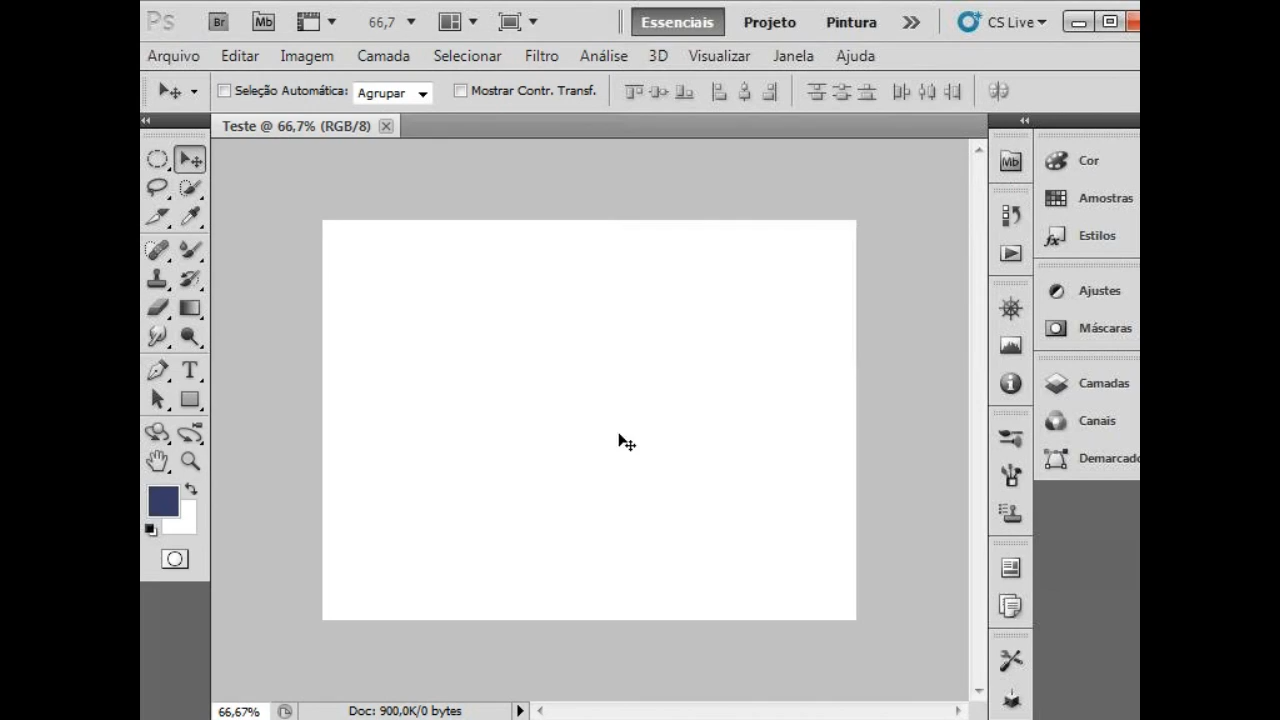 Ps Br Mb 66,7 Essenciais Projeto Pintura CS Live
Arquivo Editar Imagem Camada Selecionar Filtro Análise 3D Visualizar Janela Ajuda
Seleção Automática: Agrupar Mostrar Contr. Transf.
Teste @ 66,7% (RGB/8)
Mb Cor
Amostras
fx Estilos
Ajustes
Máscaras
T
Camadas
Canais
Demarcado
66,67% Doc: 900,0K/0 bytes